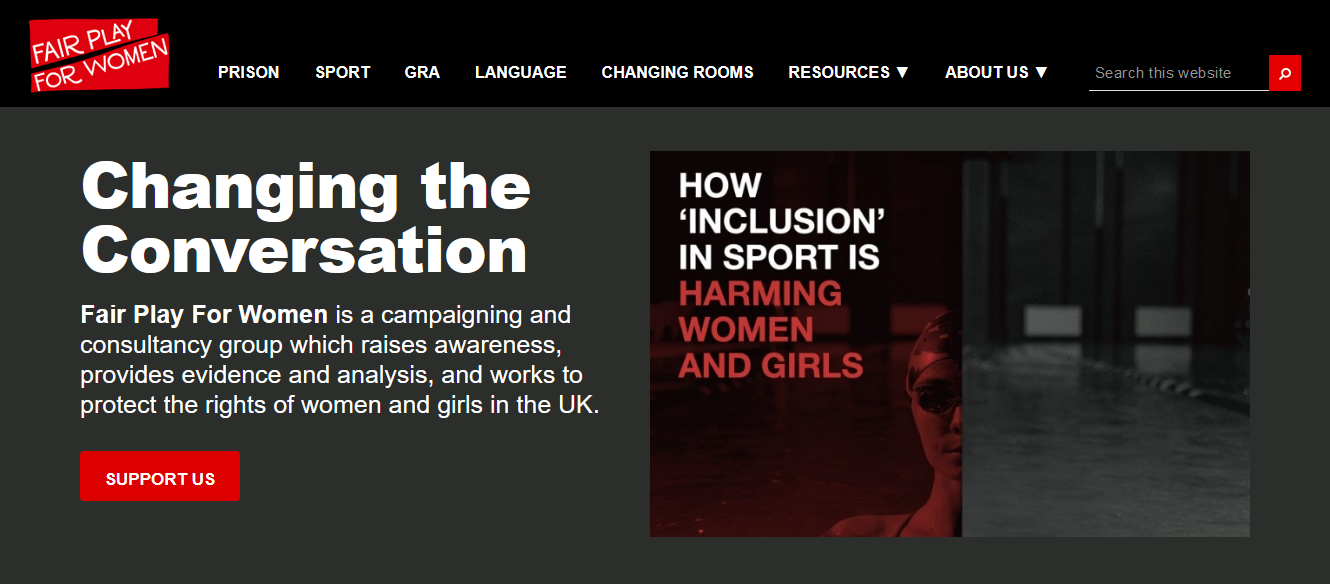 FAIR PLAY
FOR WOMEN
PRISON SPORT GRA LANGUAGE CHANGING ROOMS RESOURCES ▼ ABOUT US ▼ Search this website
Changing the
Conversation
Fair Play For Women is a campaigning and
consultancy group which raises awareness,
provides evidence and analysis, and works to
protect the rights of women and girls in the UK.
SUPPORT US
HOW
‘INCLUSION’
IN SPORT IS
HARMING
WOMEN
AND GIRLS